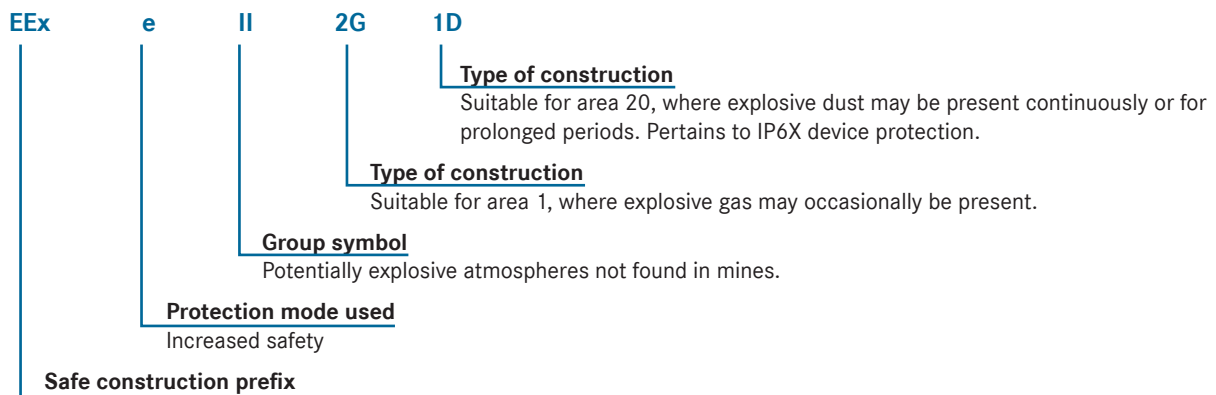 EEx e II 2G 1D
Type of construction
Suitable for area 20, where explosive dust may be present continuously or for
prolonged periods. Pertains to IP6X device protection.
Type of construction
Suitable for area 1, where explosive gas may occasionally be present.
Group symbol
Potentially explosive atmospheres not found in mines.
Protection mode used
Increased safety
Safe construction prefix